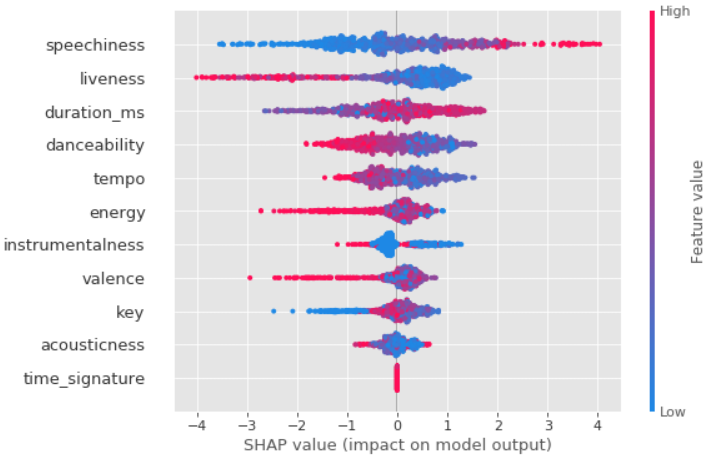 High
speechiness
liveness
duration_ms
danceability
tempo
energy
instrumentalness
valence
key
acousticness
time_signature
Feature value
Low
−4 −3 −2 −1 0 1 2 3 4
SHAP value (impact on model output)